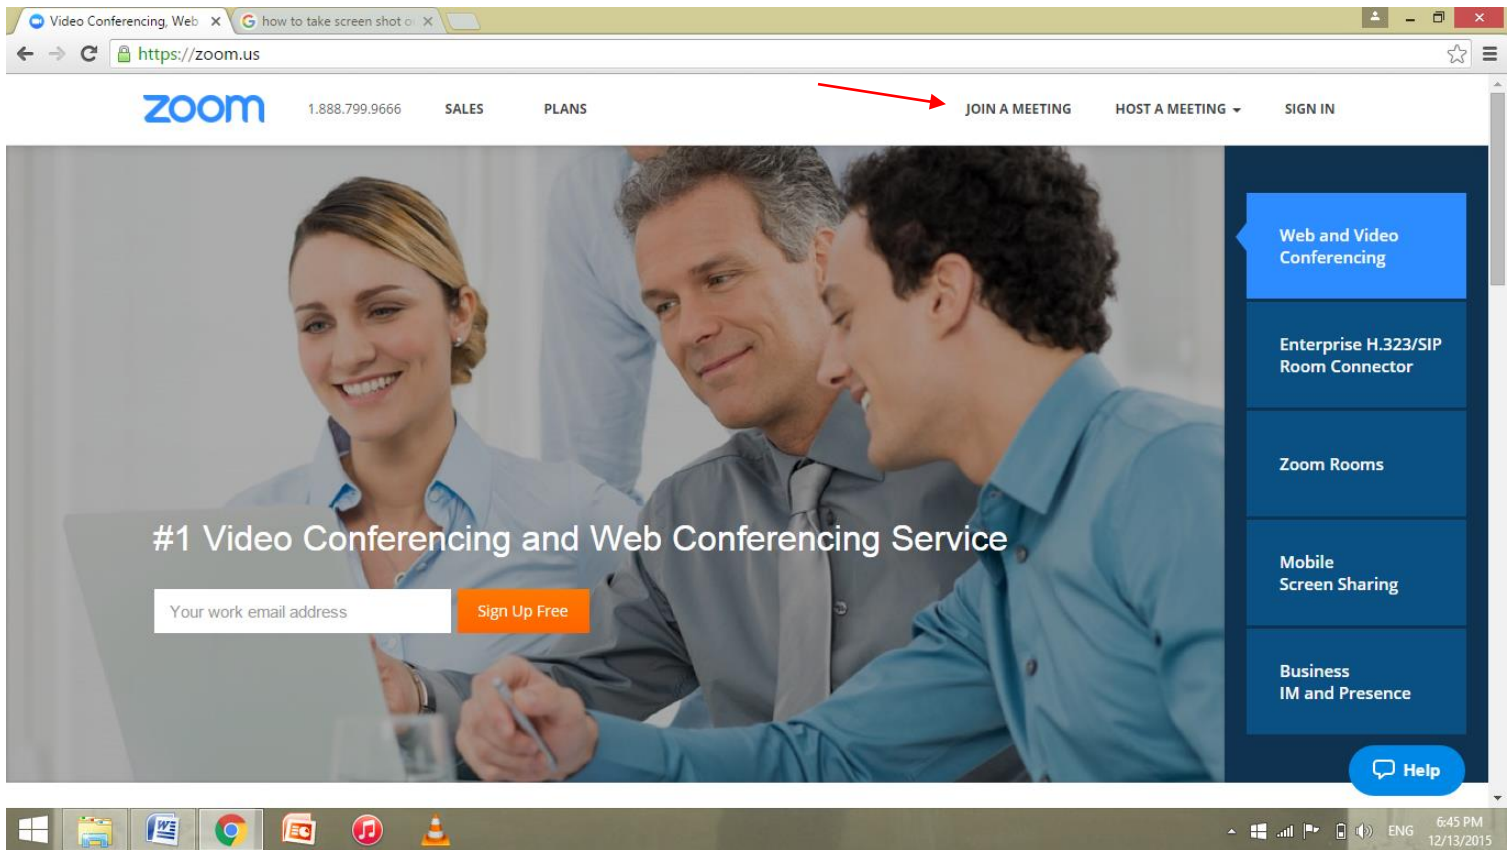 Video Conferencing, Web
how to take screen shot o
https://zoom.us
zoom
1.888.799.9666
SALES
PLANS
JOIN A MEETING
HOST A MEETING
SIGN IN
Web and Video
Conferencing
Enterprise H.323/SIP
Room Connector
Zoom Rooms
Mobile
Screen Sharing
Business
IM and Presence
#1 Video Conferencing and Web Conferencing Service
Your work email address
Sign Up Free
Help
ENG
6:45 PM
12/13/2015